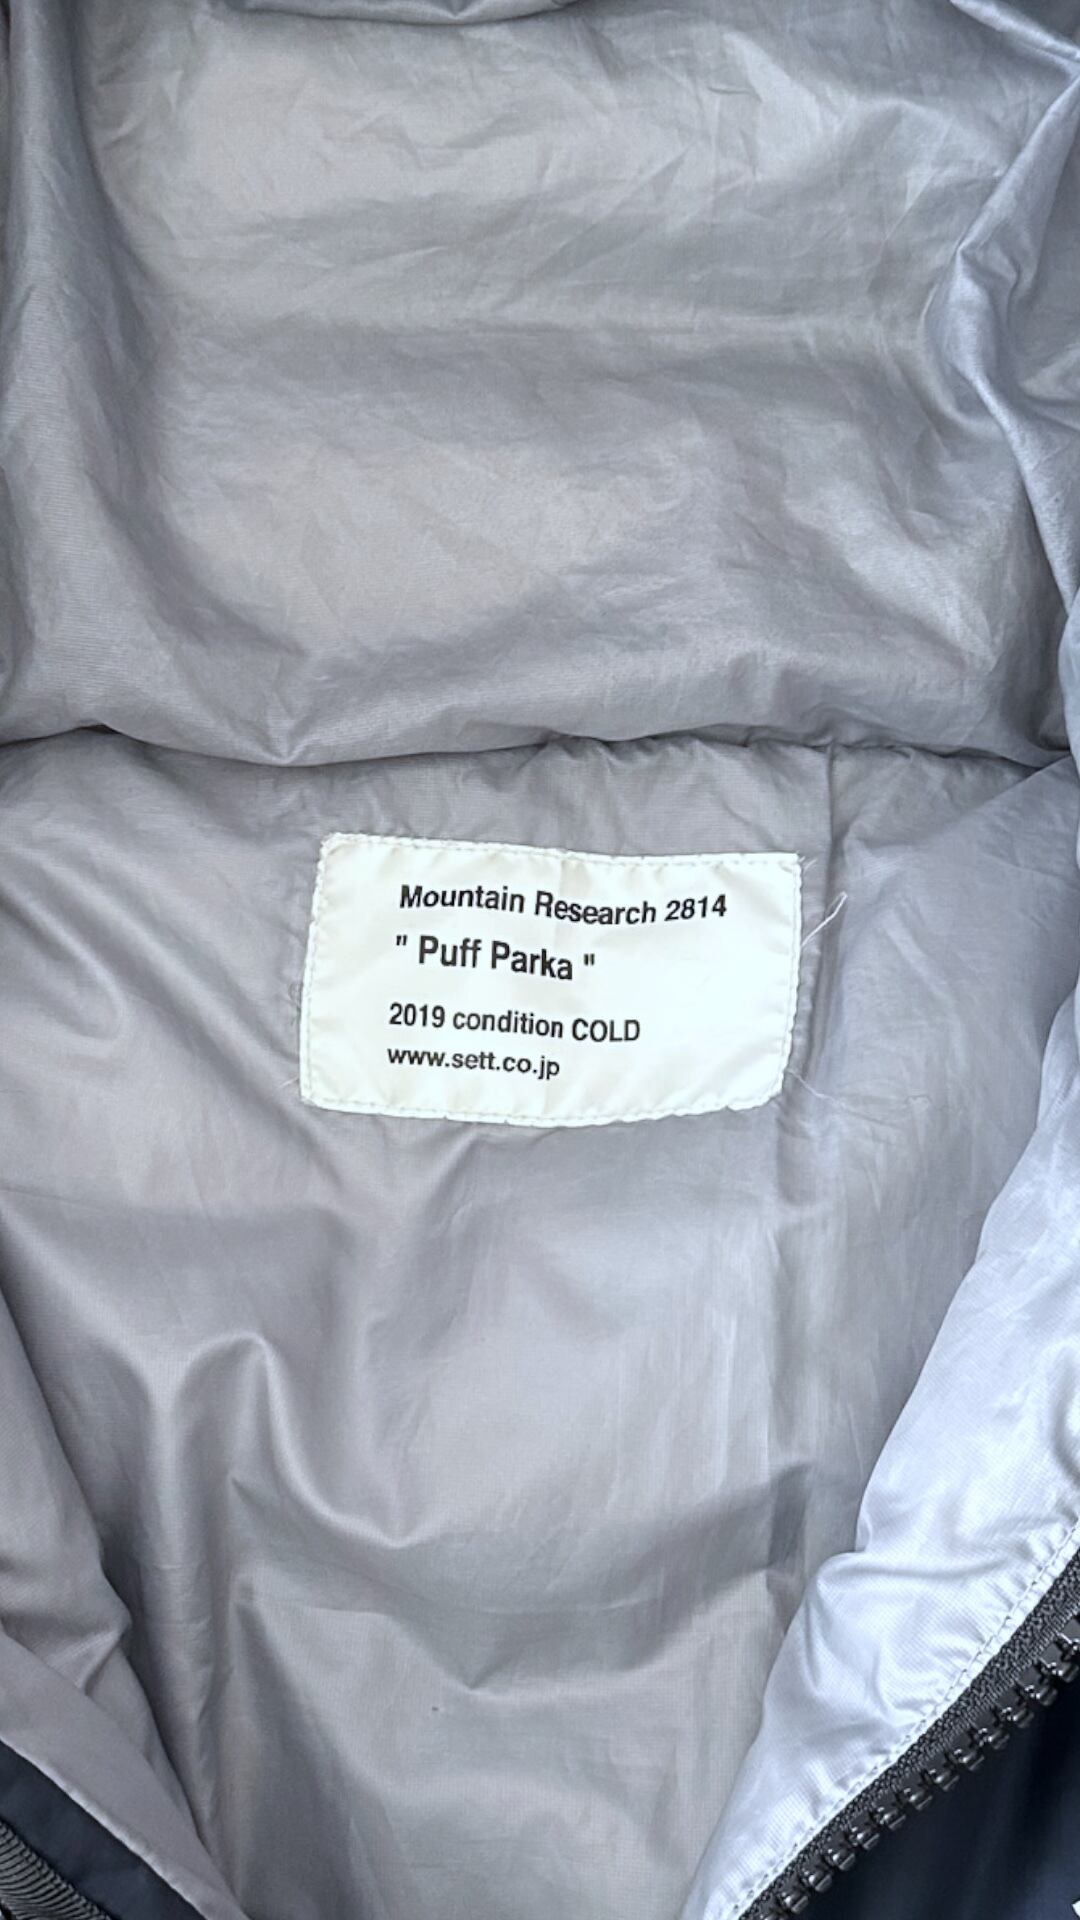 Mountain Research 2814
" Puff Parka "
2019 condition COLD
www.sett.co.jp